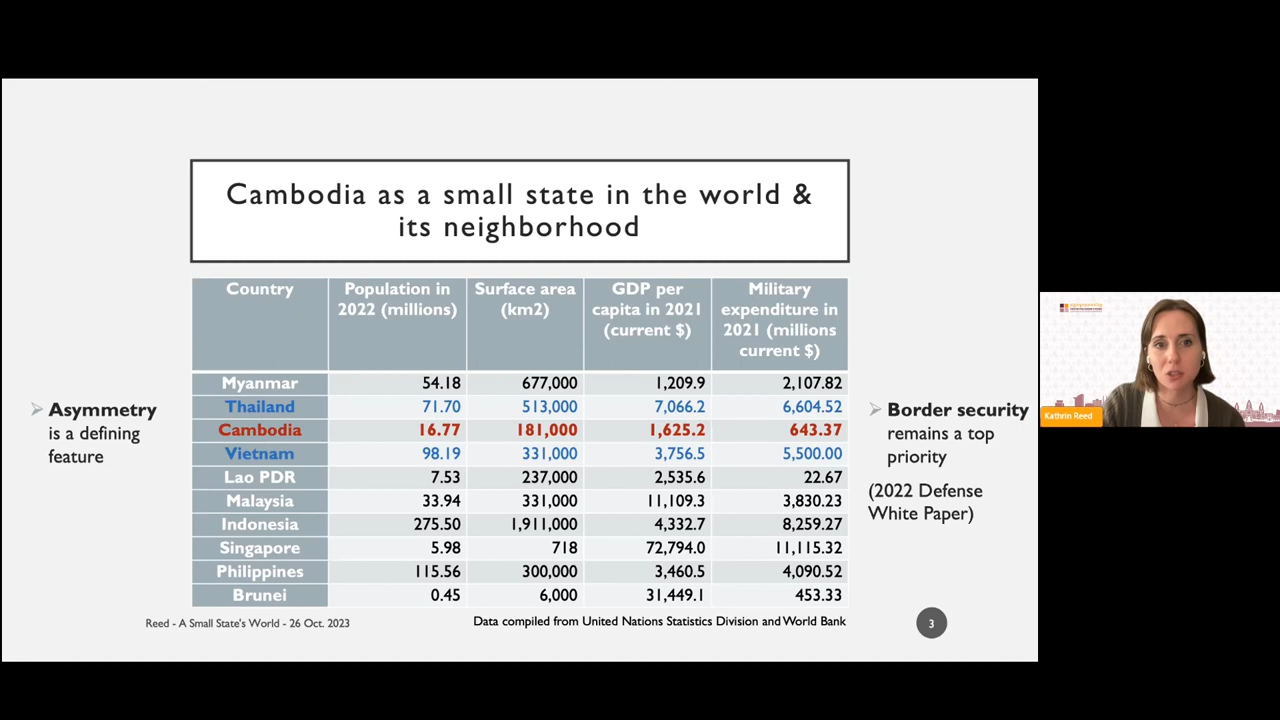 Cambodia as a small state in the world &
its neighborhood
Country Population in 2022 (millions) Surface area (km2) GDP per capita in 2021 (current $) Military expenditure in 2021 (millions current $)
Myanmar 54.18 677,000 1,209.9 2,107.82
Thailand 71.70 513,000 7,066.2 6,604.52
Cambodia 16.77 181,000 1,625.2 643.37
Vietnam 98.19 331,000 3,756.5 5,500.00
Lao PDR 7.53 237,000 2,535.6 22.67
Malaysia 33.94 331,000 11,109.3 3,830.23
Indonesia 275.50 1,911,000 4,332.7 8,259.27
Singapore 5.98 718 72,794.0 11,115.32
Philippines 115.56 300,000 3,460.5 4,090.52
Brunei 0.45 6,000 31,449.1 453.33
➢ Asymmetry
is a defining
feature
➢ Border security
remains a top
priority
(2022 Defense
White Paper)
Reed - A Small State's World - 26 Oct. 2023
Data compiled from United Nations Statistics Division and World Bank
3
Kathrin Reed